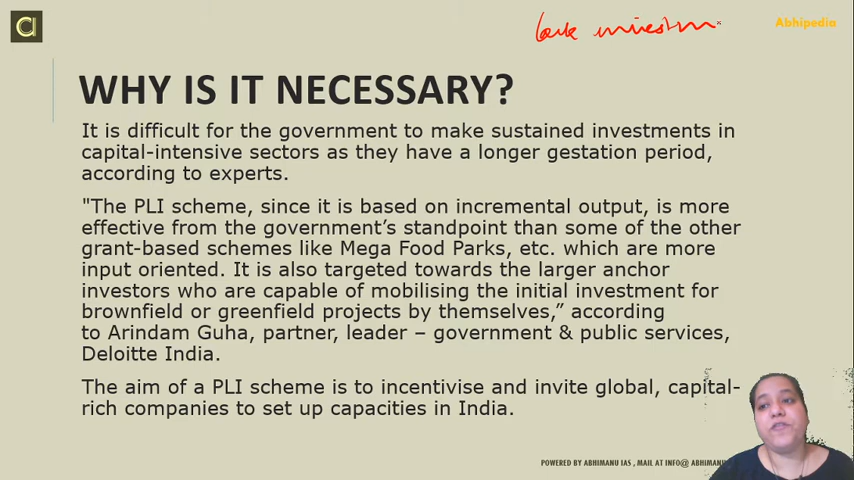 Abhipedia
WHY IS IT NECESSARY?
It is difficult for the government to make sustained investments in
capital-intensive sectors as they have a longer gestation period,
according to experts.
"The PLI scheme, since it is based on incremental output, is more
effective from the government’s standpoint than some of the other
grant-based schemes like Mega Food Parks, etc. which are more
input oriented. It is also targeted towards the larger anchor
investors who are capable of mobilising the initial investment for
brownfield or greenfield projects by themselves,” according
to Arindam Guha, partner, leader – government & public services,
Deloitte India.
The aim of a PLI scheme is to incentivise and invite global, capital-
rich companies to set up capacities in India.
POWERED BY ABHIMANU IAS , MAIL AT INFO@ ABHIMANU